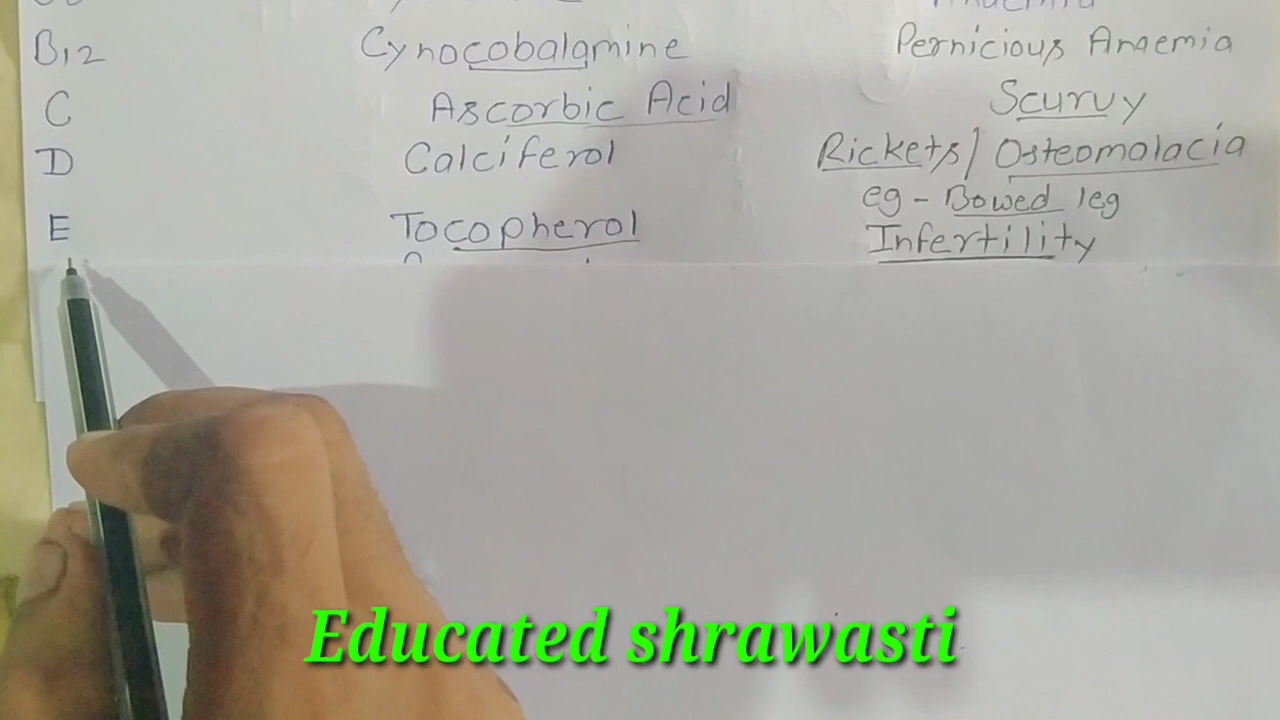 B12 Cynocobalamine Pernicious Anaemia
C Ascorbic Acid Scurvy
D Calciferol Rickets/ Osteomalacia
eg - Bowed leg
E Tocopherol Infertility
Educated shrawasti